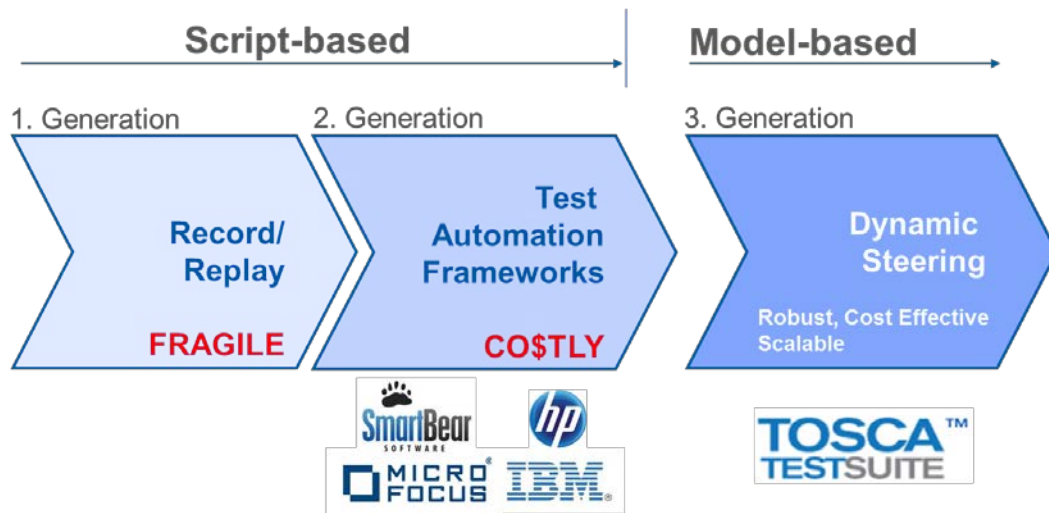 Script-based
Model-based
1. Generation
2. Generation
3. Generation
Record/
Replay
FRAGILE
Test
Automation
Frameworks
CO$TLY
Dynamic
Steering
Robust, Cost Effective
Scalable
SmartBear
SOFTWARE
hp
MICRO
FOCUS®
IBM®
TOSCA™
TESTSUITE